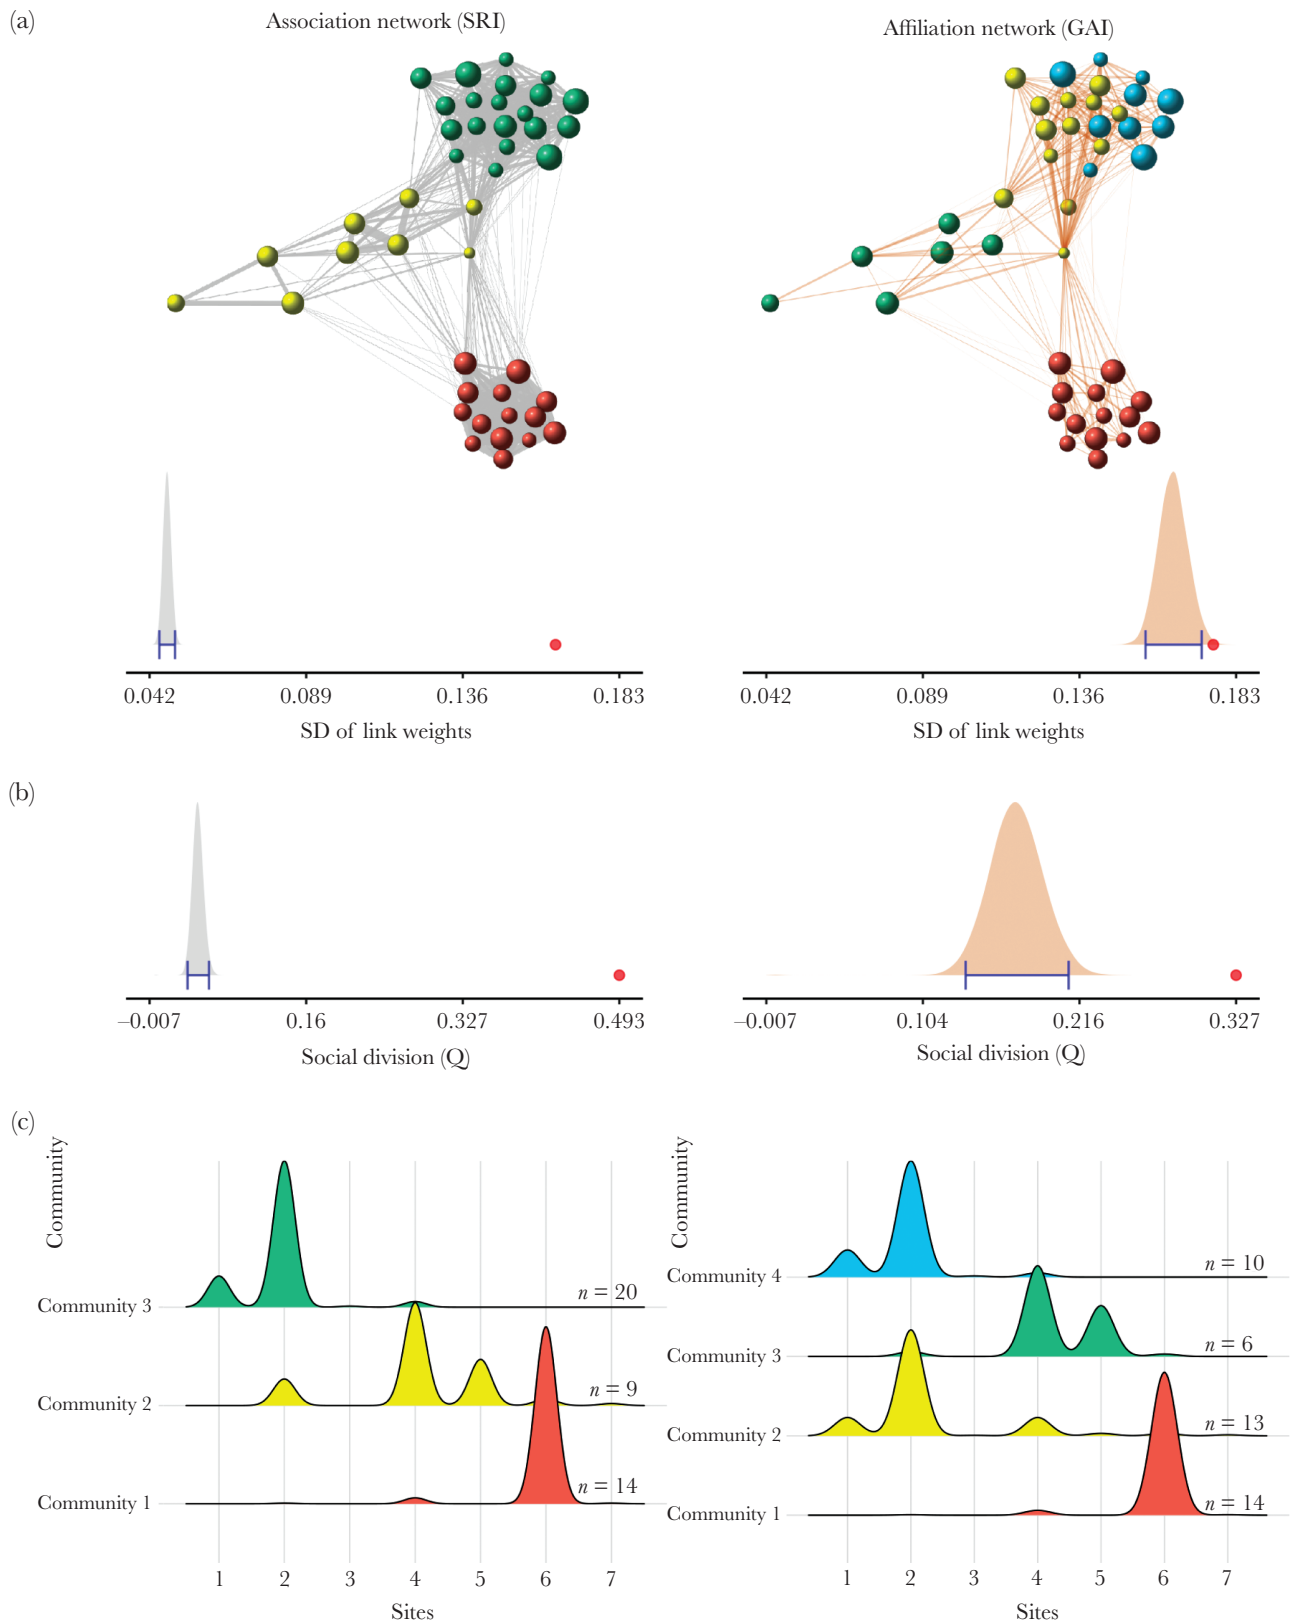 (a)
Association network (SRI)
Affiliation network (GAI)
0.042 0.089 0.136 0.183
SD of link weights
0.042 0.089 0.136 0.183
SD of link weights
(b)
–0.007 0.16 0.327 0.493
Social division (Q)
–0.007 0.104 0.216 0.327
Social division (Q)
(c)
Community
Community 3
n = 20
Community 2
n = 9
Community 1
n = 14
1 2 3 4 5 6 7
Sites
Community
Community 4
n = 10
Community 3
n = 6
Community 2
n = 13
Community 1
n = 14
1 2 3 4 5 6 7
Sites